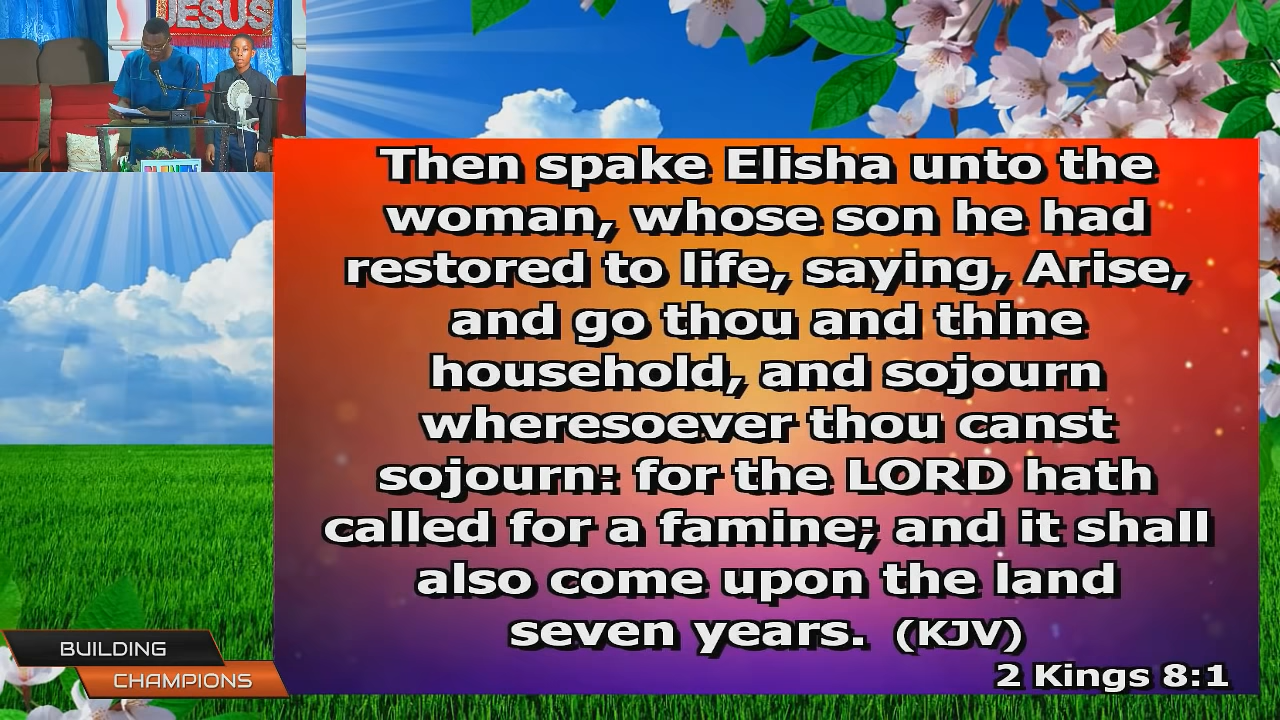 JESUS
Then spake Elisha unto the
woman, whose son he had
restored to life, saying, Arise,
and go thou and thine
household, and sojourn
wheresoever thou canst
sojourn: for the LORD hath
called for a famine; and it shall
also come upon the land
seven years. (KJV)
2 Kings 8:1
BUILDING
CHAMPIONS